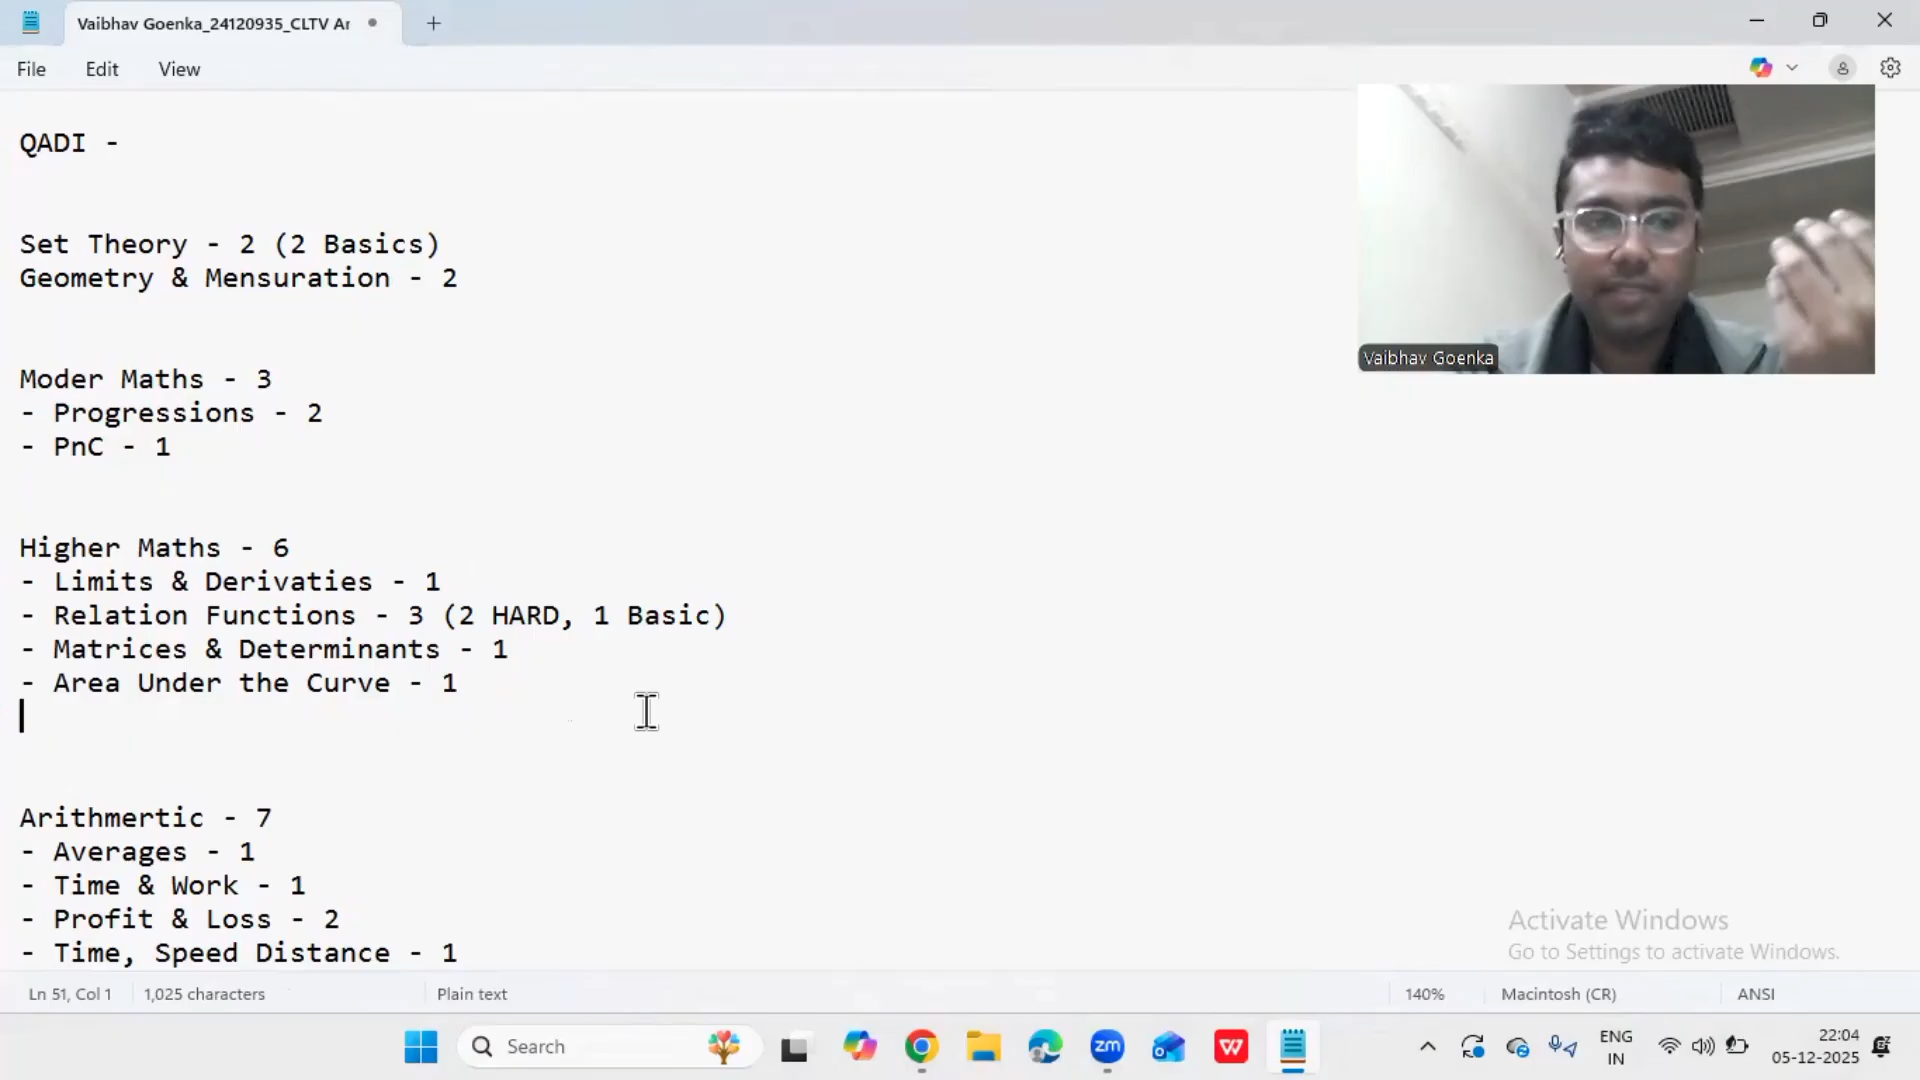 Vaibhav Goenka_24120935_CLTV Ar
File Edit View
QADI -
Set Theory - 2 (2 Basics)
Geometry & Mensuration - 2
Moder Maths - 3
- Progressions - 2
- PnC - 1
Higher Maths - 6
- Limits & Derivaties - 1
- Relation Functions - 3 (2 HARD, 1 Basic)
- Matrices & Determinants - 1
- Area Under the Curve - 1
Arithmertic - 7
- Averages - 1
- Time & Work - 1
- Profit & Loss - 2
- Time, Speed Distance - 1
Vaibhav Goenka
Activate Windows
Go to Settings to activate Windows.
Ln 51, Col 1 1,025 characters Plain text 140% Macintosh (CR) ANSI
Search
zm
W
ENG
IN
22:04
05-12-2025